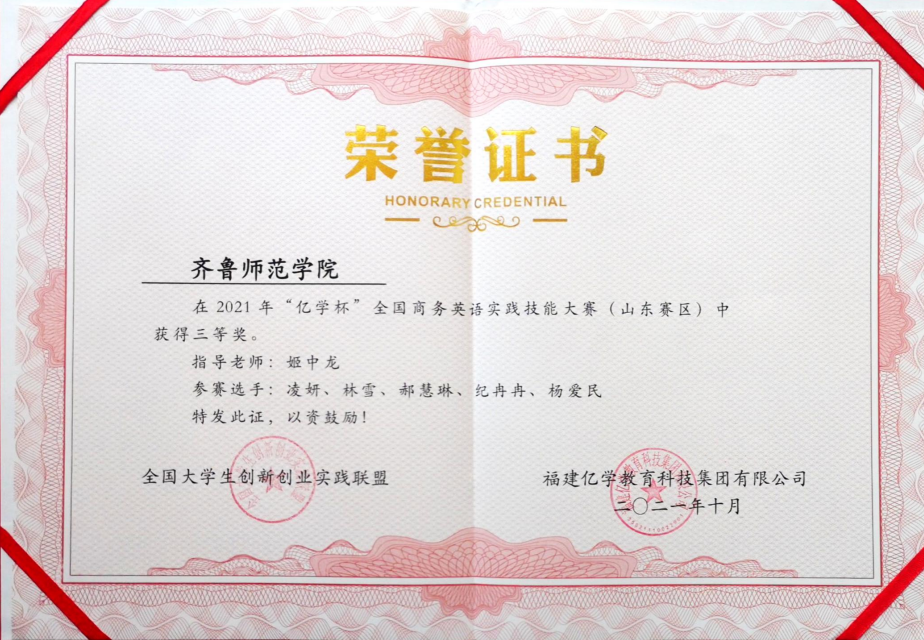 荣誉证书
HONORARY CREDENTIAL
齐鲁师范学院
在 2021 年“亿学杯”全国商务英语实践技能大赛（山东赛区）中
获得三等奖。
指导老师：姬中龙
参赛选手：凌妍、林雪、郝慧琳、纪冉冉、杨爱民
特发此证，以资鼓励！
全国大学生创新创业实践联盟
福建亿学教育科技集团有限公司
二〇二一年十月